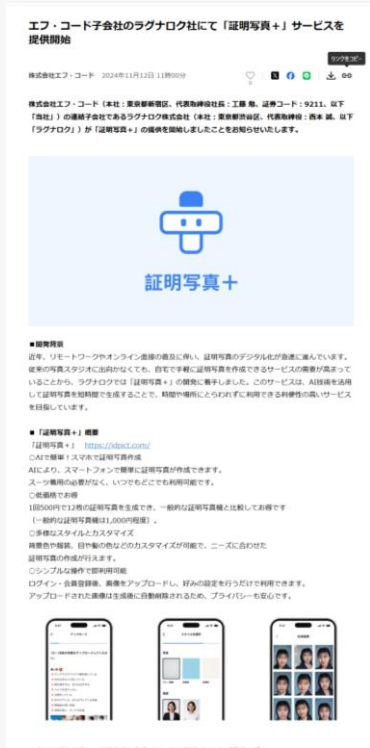 エフ・コード子会社のラグナロク社にて「証明写真＋」サービスを
提供開始
リンクをコピー
株式会社エフ・コード 2024年11月12日 11時00分
株式会社エフ・コード（本社：東京都新宿区、代表取締役社長：工藤 勉、証券コード：9211、以下
「当社」）の連結子会社であるラグナロク株式会社（本社：東京都渋谷区、代表取締役：西本 誠、以下
「ラグナロク」）が「証明写真＋」の提供を開始しましたことをお知らせいたします。
証明写真＋
■開発背景
近年、リモートワークやオンライン面接の普及に伴い、証明写真のデジタル化が急速に進んでいます。
従来の写真スタジオに出向かなくても、自宅で手軽に証明写真を作成できるサービスの需要が高まって
いることから、ラグナロクでは「証明写真＋」の開発に着手しました。このサービスは、AI技術を活用
して証明写真を短時間で生成することで、時間や場所にとらわれずに利用できる利便性の高いサービス
を目指しています。
■「証明写真＋」概要
「証明写真＋」 https://idpict.com/
○AIで簡単！スマホで証明写真作成
AIにより、スマートフォンで簡単に証明写真が作成できます。
スーツ着用の必要がなく、いつでもどこでも利用可能です。
○低価格でお得
1回500円で12枚の証明写真を生成でき、一般的な証明写真機と比較してお得です
（一般的な証明写真機は1,000円程度）。
○多様なスタイルとカスタマイズ
背景色や服装、目や髪の色などのカスタマイズが可能で、ニーズに合わせた
証明写真の作成が行えます。
○シンプルな操作で即利用可能
ログイン・会員登録後、画像をアップロードし、好みの設定を行うだけで利用できます。
アップロードされた画像は生成後に自動削除されるため、プライバシーも安心です。
アップロード